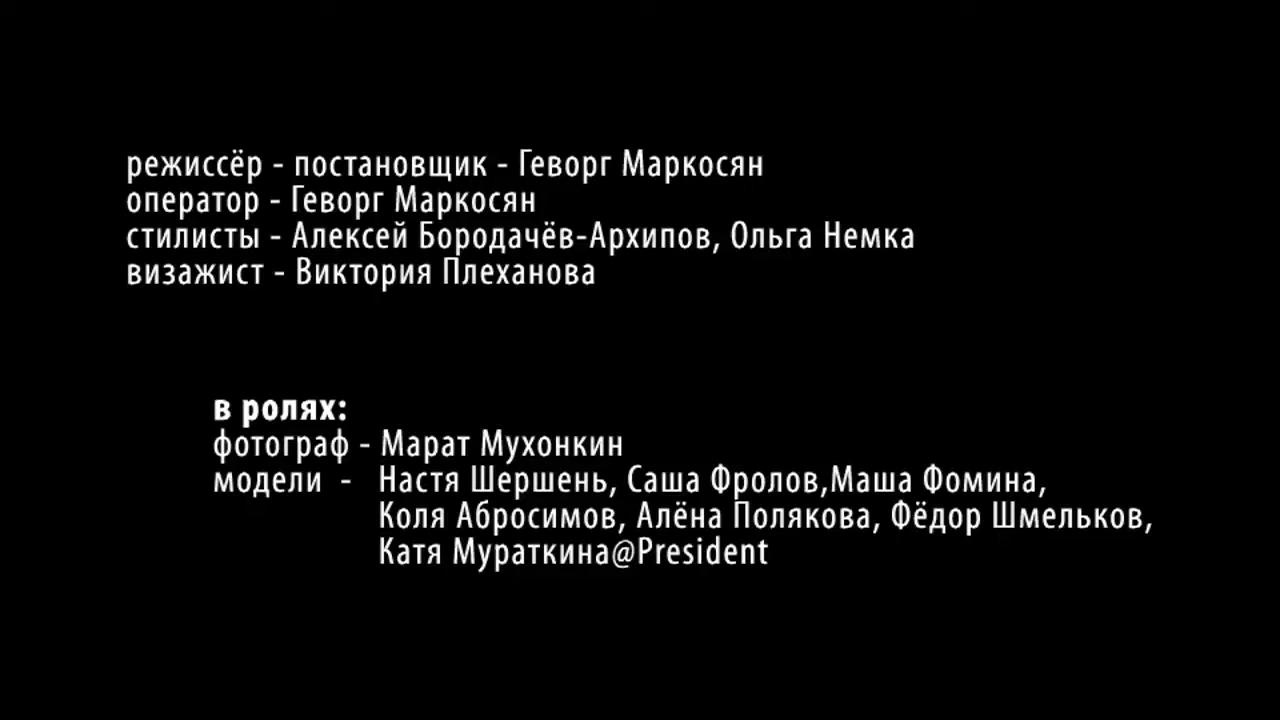 режиссёр - постановщик - Геворг Маркосян
оператор - Геворг Маркосян
стилисты - Алексей Бородачёв-Архипов, Ольга Немка
визажист - Виктория Плеханова
в ролях:
фотограф - Марат Мухонкин
модели - Настя Шершень, Саша Фролов,Маша Фомина,
Коля Абросимов, Алёна Полякова, Фёдор Шмельков,
Катя Мураткина@President